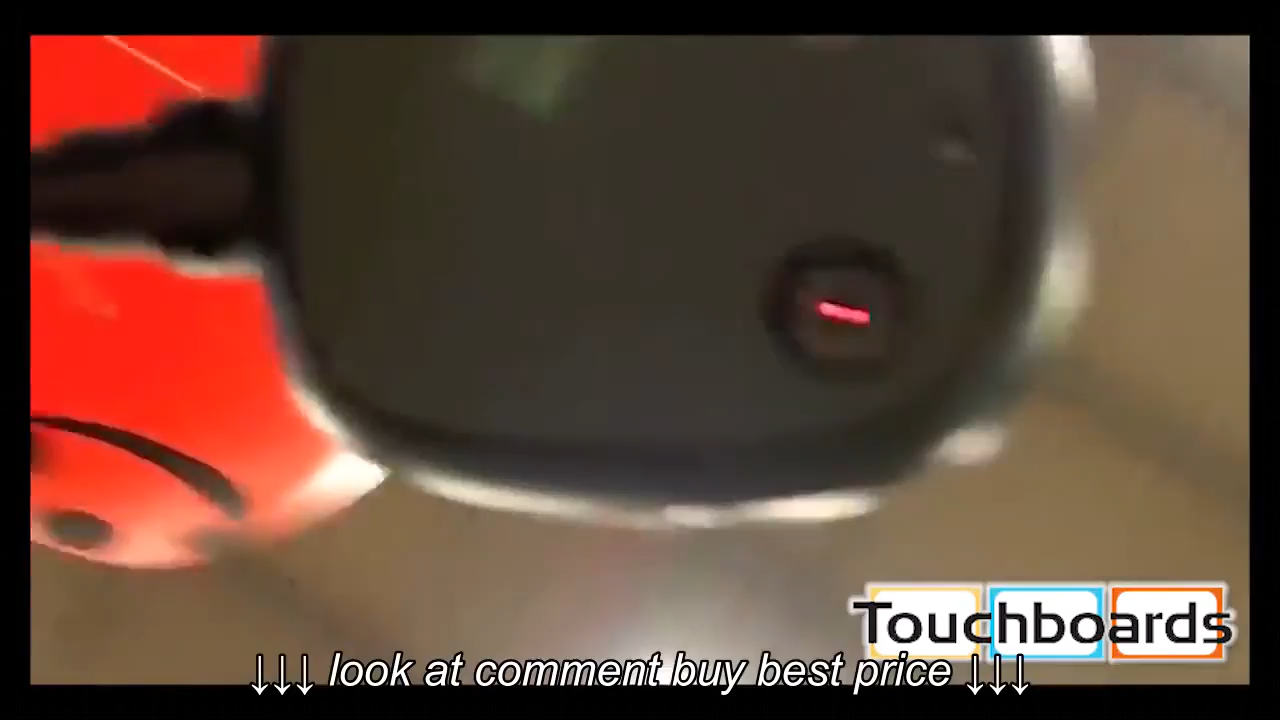 Touchboards
↓↓↓ look at comment buy best price ↓↓↓